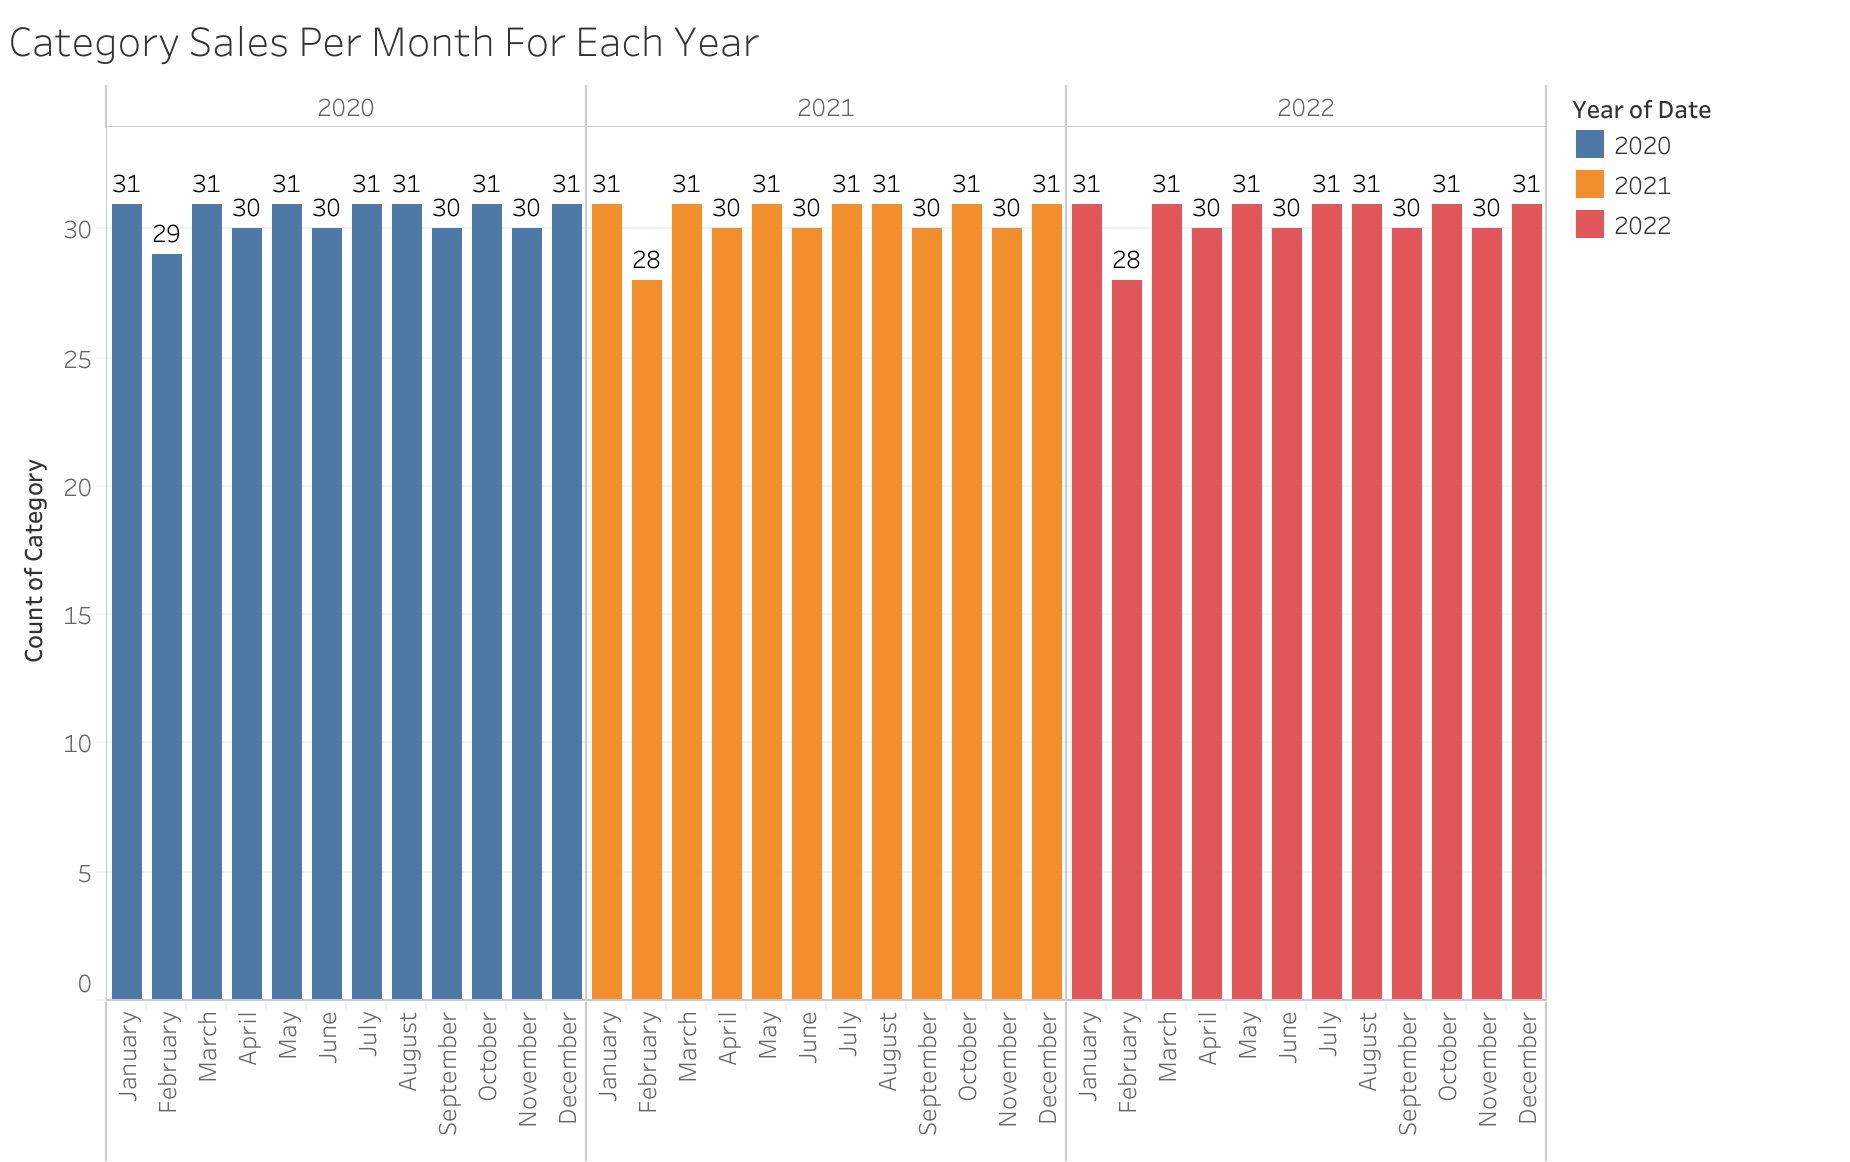 Category Sales Per Month For Each Year
2020 2021 2022
Year of Date
2020
2021
2022
31 29 31 30 31 30 31 31 30 31 30 31 31 28 31 30 31 30 31 31 30 31 30 31 31 28 31 30 31 30 31 31 30 31 30 31
Count of Category
30
25
20
15
10
5
0
January February March April May June July August September October November December January February March April May June July August September October November December January February March April May June July August September October November December